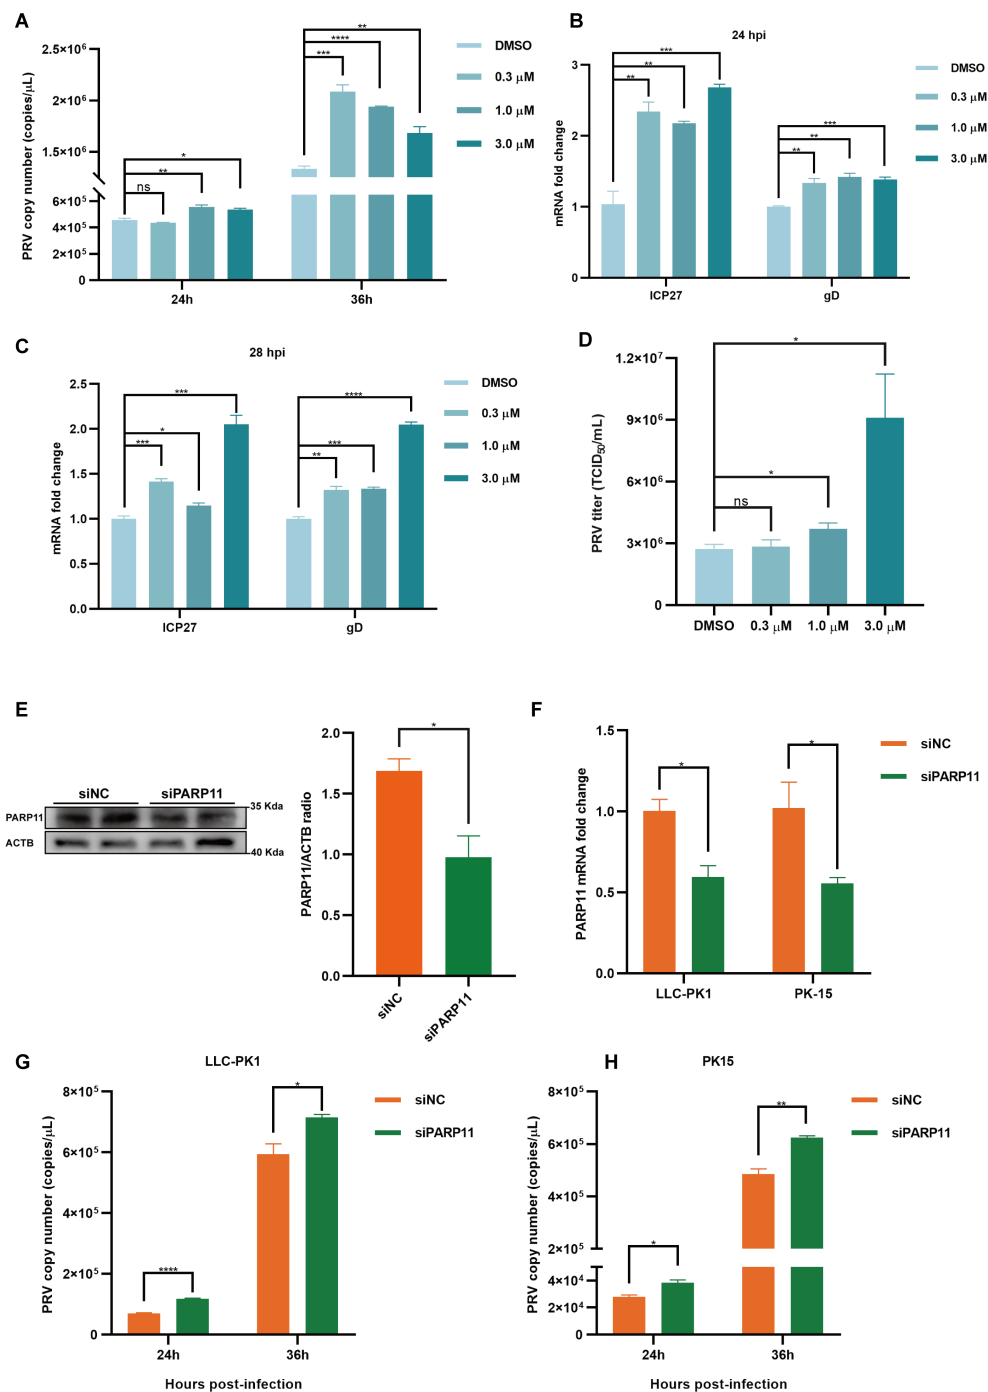 A
2.5×10⁶
2×10⁶
1.5×10⁶
6×10⁵
4×10⁵
2×10⁵
0
PRV copy number (copies/μL)
ns
**
*
***
****
**
24h
36h
DMSO
0.3 μM
1.0 μM
3.0 μM
B
24 hpi
4
3
2
1
0
mRNA fold change
**
**
***
**
**
***
ICP27
gD
DMSO
0.3 μM
1.0 μM
3.0 μM
C
28 hpi
2.5
2.0
1.5
1.0
0.5
0.0
mRNA fold change
***
*
***
**
***
****
ICP27
gD
DMSO
0.3 μM
1.0 μM
3.0 μM
D
1.2×10⁷
9×10⁶
6×10⁶
3×10⁶
0
PRV titer (TCID₅₀/mL)
ns
*
*
DMSO
0.3 μM
1.0 μM
3.0 μM
E
siNC
siPARP11
PARP11
ACTB
35 Kda
40 Kda
2.0
1.5
1.0
0.5
0.0
PARP11/ACTB radio
*
siNC
siPARP11
F
1.5
1.0
0.5
0.0
PARP11 mRNA fold change
*
*
LLC-PK1
PK-15
siNC
siPARP11
G
LLC-PK1
8×10⁵
6×10⁵
4×10⁵
2×10⁵
0
PRV copy number (copies/μL)
****
*
24h
36h
Hours post-infection
siNC
siPARP11
H
PK15
8×10⁵
6×10⁵
4×10⁵
2×10⁵
4×10⁴
2×10⁴
0
PRV copy number (copies/μL)
*
**
24h
36h
Hours post-infection
siNC
siPARP11